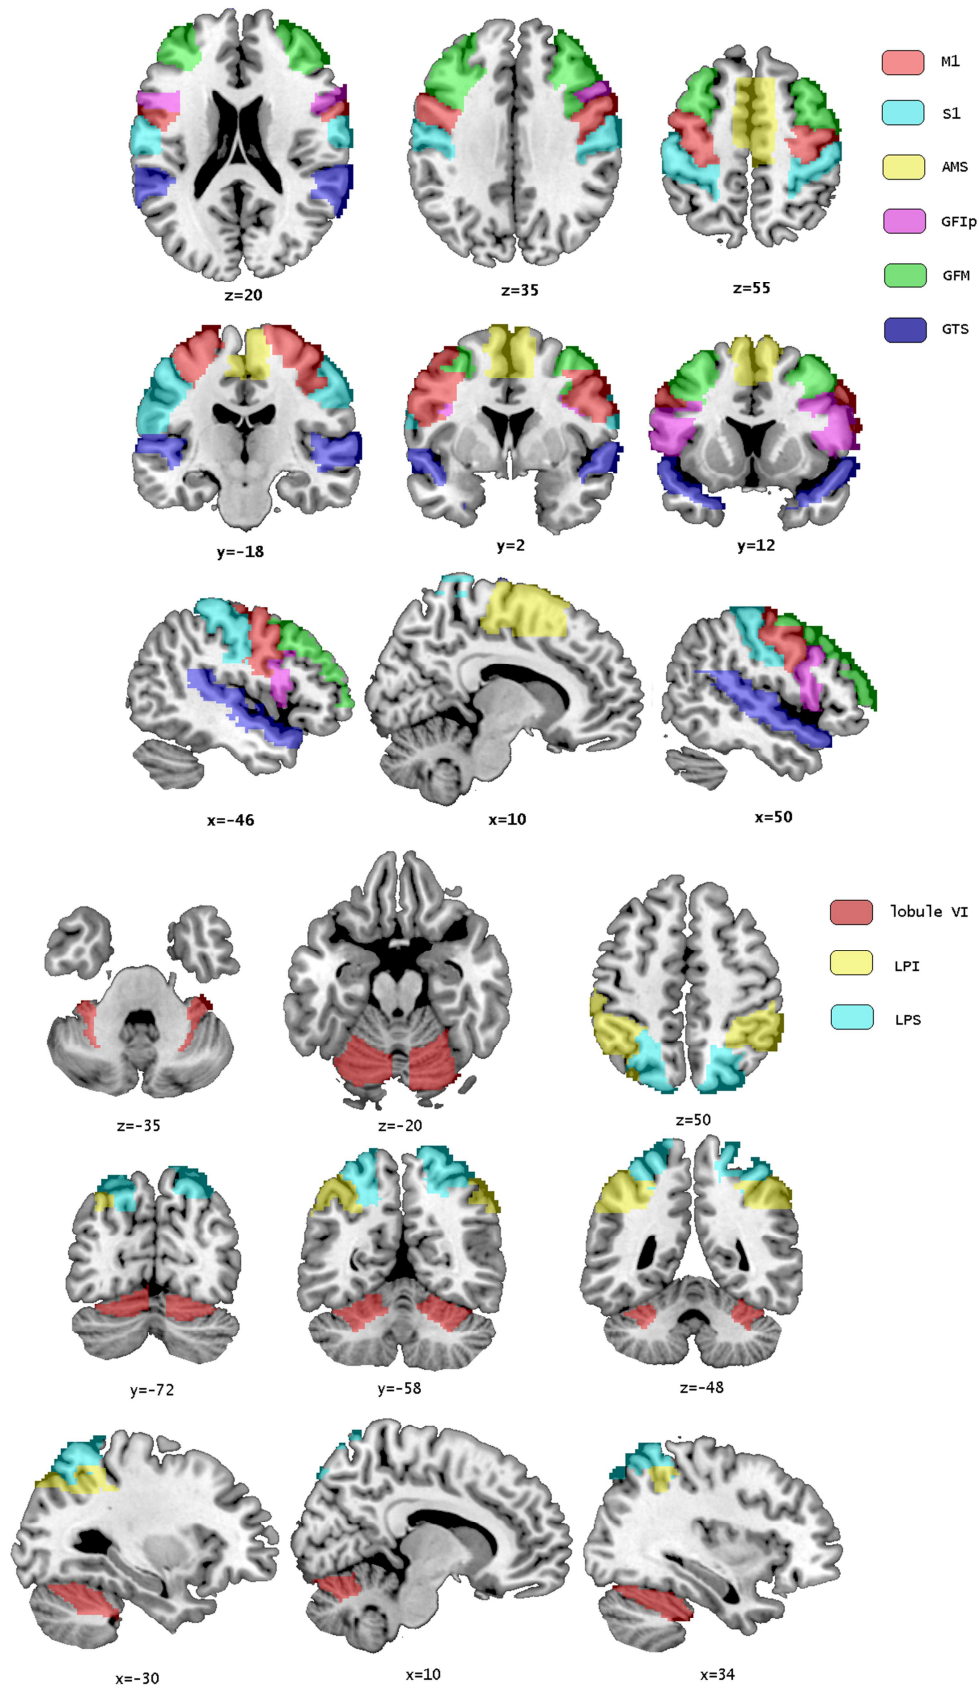 M1
S1
AMS
GFIp
GFM
GTS
z=20
z=35
z=55
y=-18
y=2
y=12
x=-46
x=10
x=50
lobule VI
LPI
LPS
z=-35
z=-20
z=50
y=-72
y=-58
z=-48
x=-30
x=10
x=34